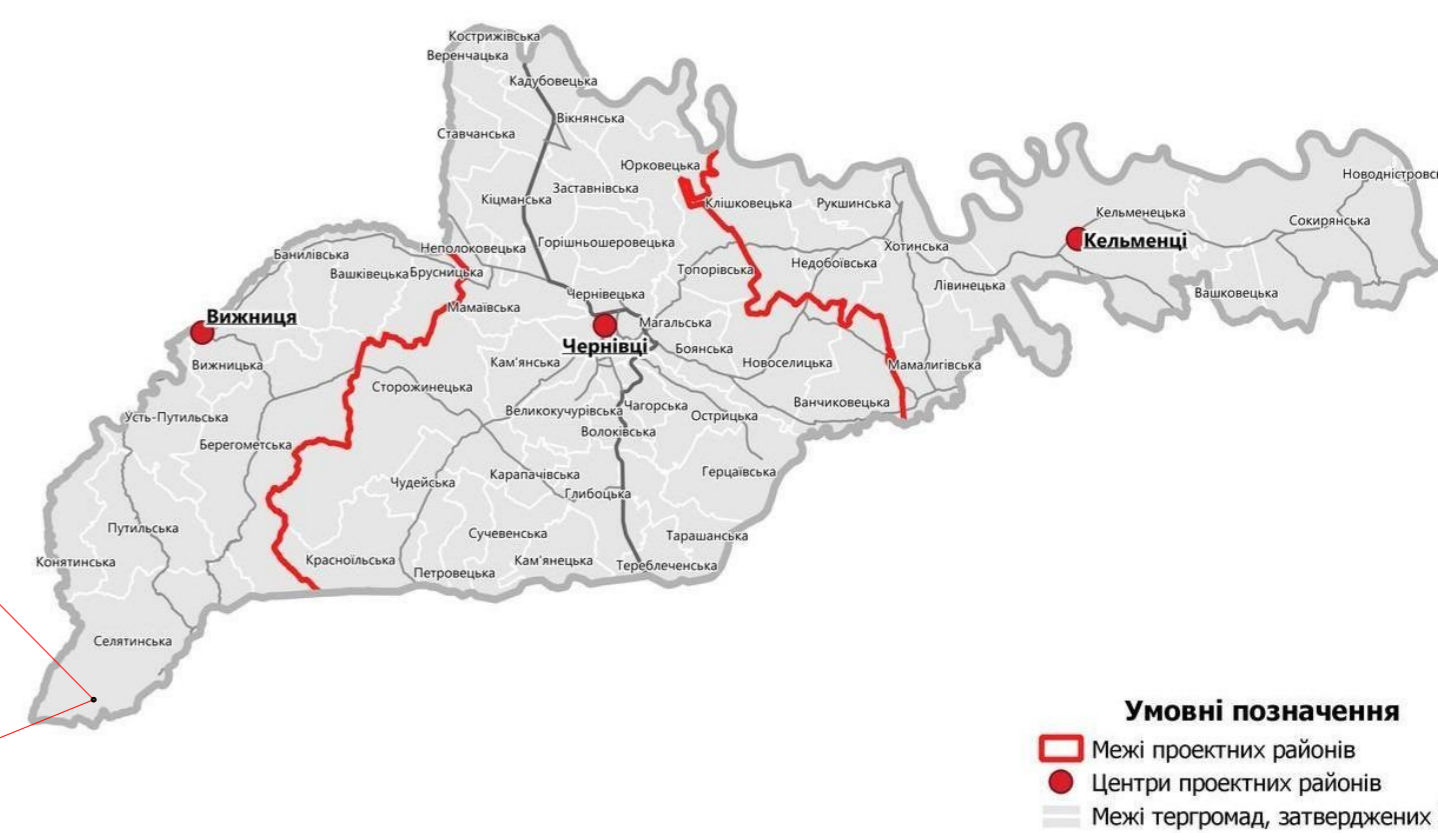 Кострижівська
Веренчацька
Кадубовецька
Вікнянська
Ставчанська
Юрковецька
Новодністровсь
Заставнівська
Кіцманська
Клішковецька
Рукшинська
Кельменецька
Сокирянська
Кельменці
Неполоковецька
Горішньошеровецька
Хотинська
Банилівська
Вашківецька
Брусницька
Топорівська
Недобоївська
Лівинецька
Вашковецька
Чернівецька
Мамаївська
Вижниця
Магальська
Чернівці
Боянська
Вижницька
Кам'янська
Новоселицька
Мамалигівська
Сторожинецька
Ванчиковецька
Усть-Путильська
Великокучурівська
Чагорська
Острицька
Волоківська
Берегометська
Герцаївська
Чудейська
Карапачівська
Глибоцька
Путильська
Сучевенська
Тарашанська
Конятинська
Красноїльська
Петровецька
Кам'янецька
Тереблеченська
Селятинська
Умовні позначення
Межі проектних районів
Центри проектних районів
Межі тергромад, затверджених